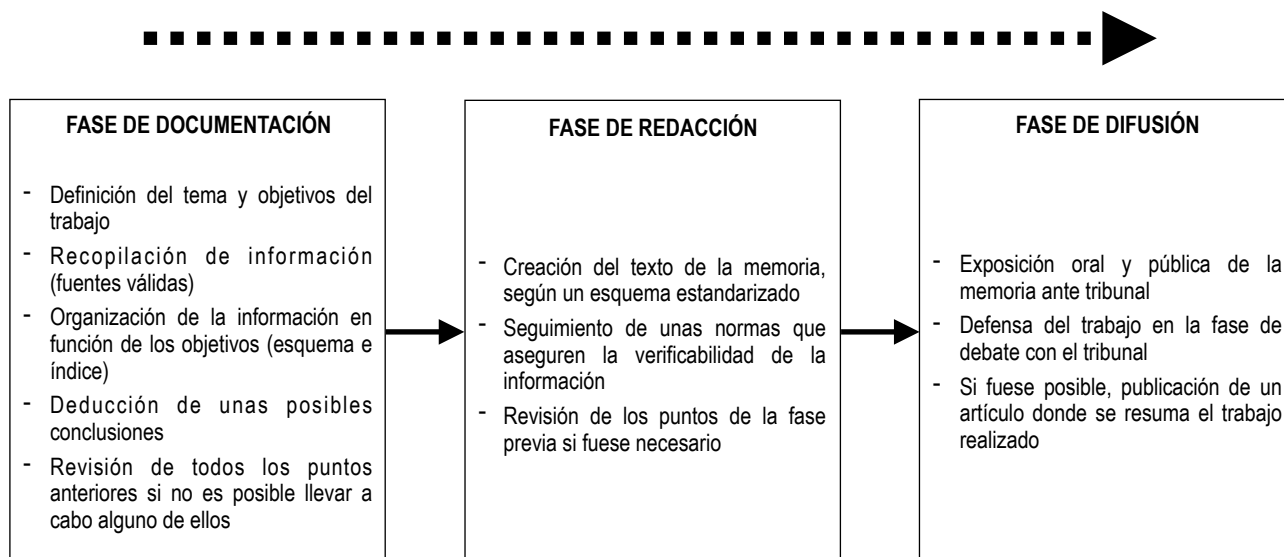 FASE DE DOCUMENTACIÓN
- Definición del tema y objetivos del
trabajo
- Recopilación de información
(fuentes válidas)
- Organización de la información en
función de los objetivos (esquema e
índice)
- Deducción de unas posibles
conclusiones
- Revisión de todos los puntos
anteriores si no es posible llevar a
cabo alguno de ellos
FASE DE REDACCIÓN
- Creación del texto de la memoria,
según un esquema estandarizado
- Seguimiento de unas normas que
aseguren la verificabilidad de la
información
- Revisión de los puntos de la fase
previa si fuese necesario
FASE DE DIFUSIÓN
- Exposición oral y pública de la
memoria ante tribunal
- Defensa del trabajo en la fase de
debate con el tribunal
- Si fuese posible, publicación de un
artículo donde se resuma el trabajo
realizado